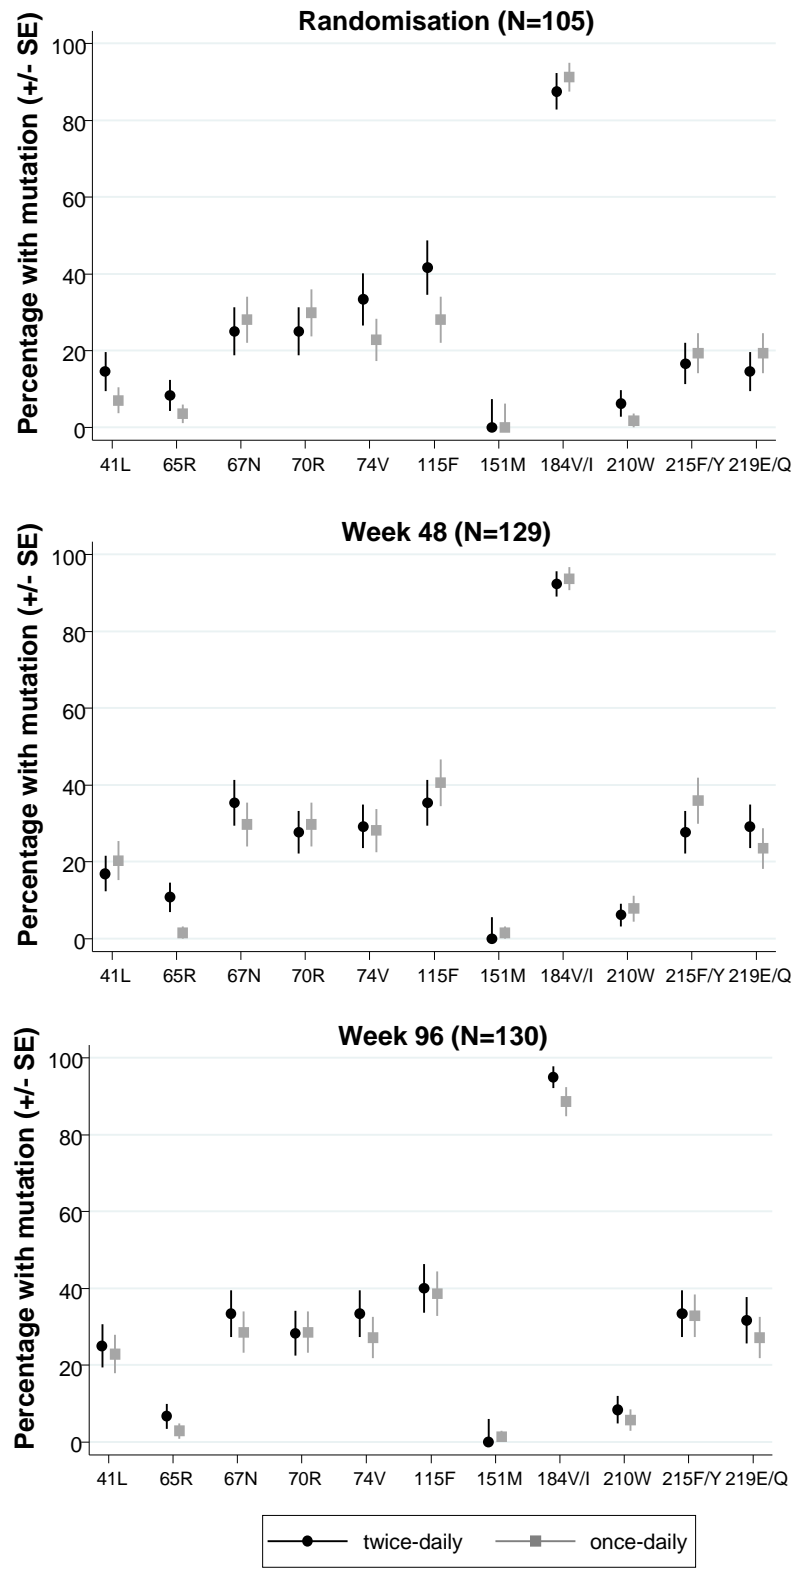 Randomisation (N=105)
Percentage with mutation (+/- SE)
100
80
60
40
20
0
41L 65R 67N 70R 74V 115F 151M 184V/I 210W 215F/Y 219E/Q
Week 48 (N=129)
Percentage with mutation (+/- SE)
100
80
60
40
20
0
41L 65R 67N 70R 74V 115F 151M 184V/I 210W 215F/Y 219E/Q
Week 96 (N=130)
Percentage with mutation (+/- SE)
100
80
60
40
20
0
41L 65R 67N 70R 74V 115F 151M 184V/I 210W 215F/Y 219E/Q
twice-daily once-daily